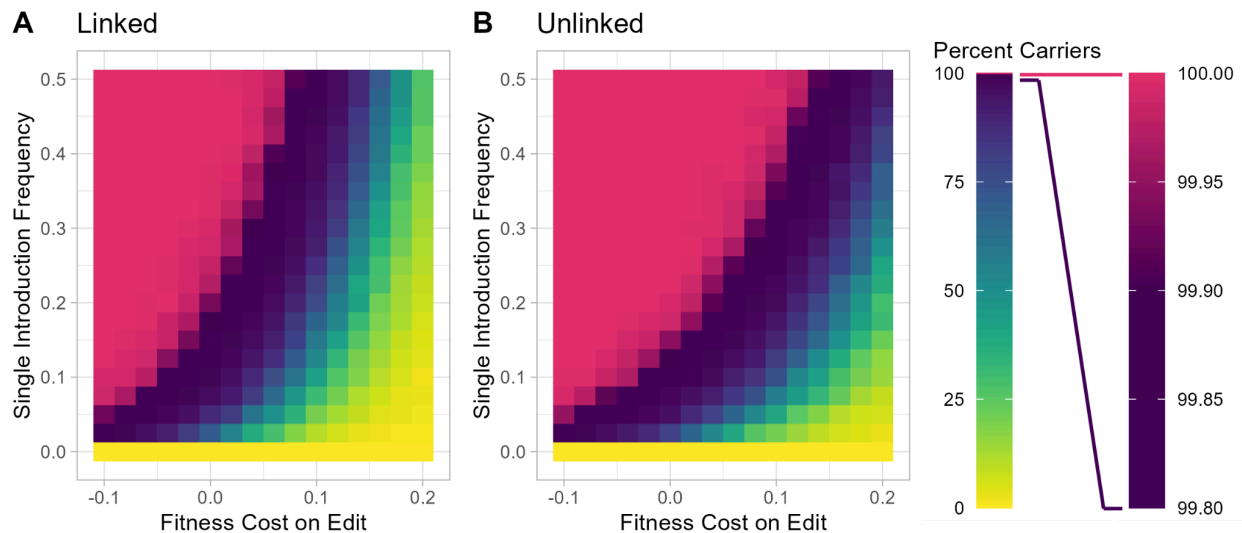 A Linked
B Unlinked
Percent Carriers
Single Introduction Frequency
0.5
0.4
0.3
0.2
0.1
0.0
-0.1 0.0 0.1 0.2
Fitness Cost on Edit
Single Introduction Frequency
0.5
0.4
0.3
0.2
0.1
0.0
-0.1 0.0 0.1 0.2
Fitness Cost on Edit
100
75
50
25
0
100.00
99.95
99.90
99.85
99.80